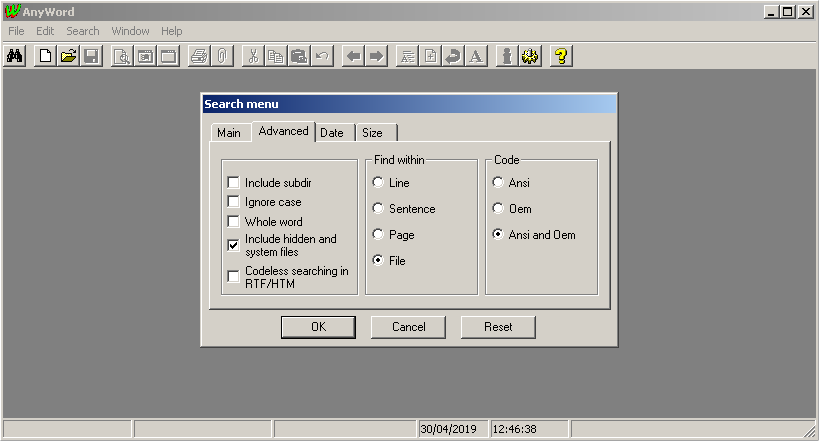 AnyWord
File Edit Search Window Help
Search menu
Main Advanced Date Size
Include subdir
Ignore case
Whole word
Include hidden and
system files
Codeless searching in
RTF/HTM
Find within
Line
Sentence
Page
File
Code
Ansi
Oem
Ansi and Oem
OK Cancel Reset
30/04/2019 12:46:38